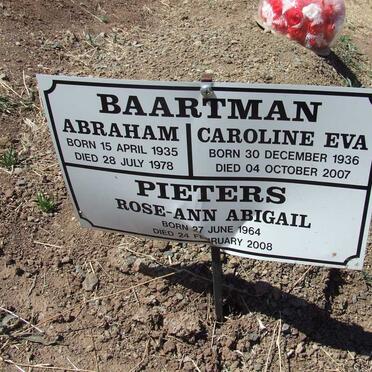 BAARTMAN
ABRAHAM
BORN 15 APRIL 1935
DIED 28 JULY 1978
CAROLINE EVA
BORN 30 DECEMBER 1936
DIED 04 OCTOBER 2007
PIETERS
ROSE-ANN ABIGAIL
BORN 27 JUNE 1964
DIED 24 FEBRUARY 2008